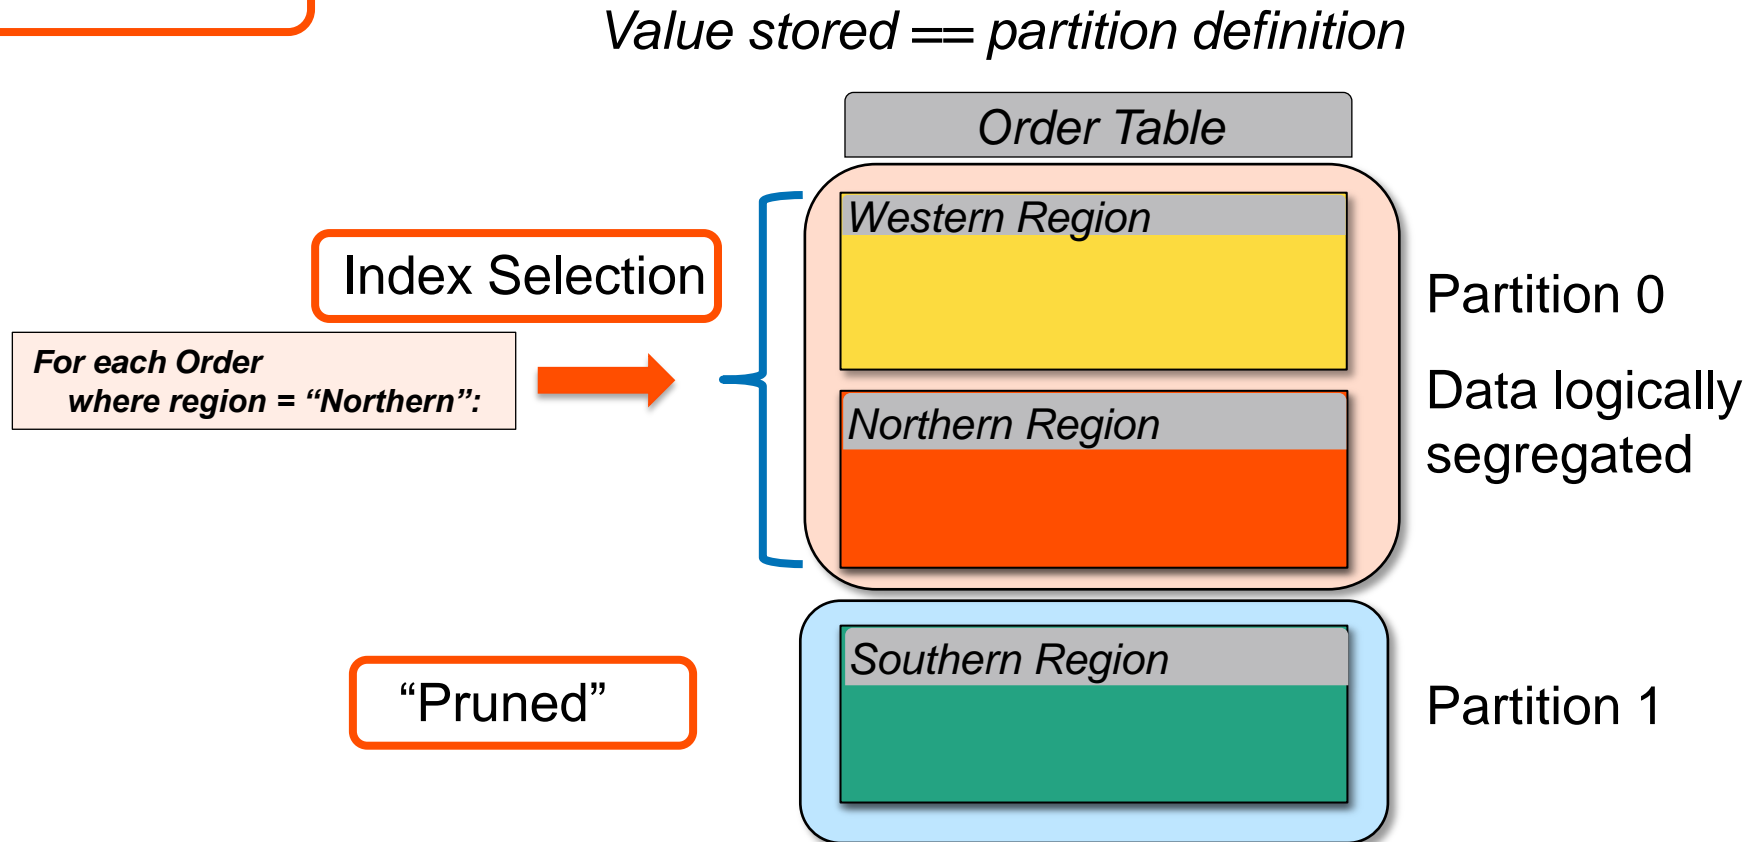 Value stored == partition definition
Order Table
Western Region
Index Selection
Partition 0
For each Order
where region = “Northern”:
Data logically
segregated
Northern Region
Southern Region
“Pruned”
Partition 1